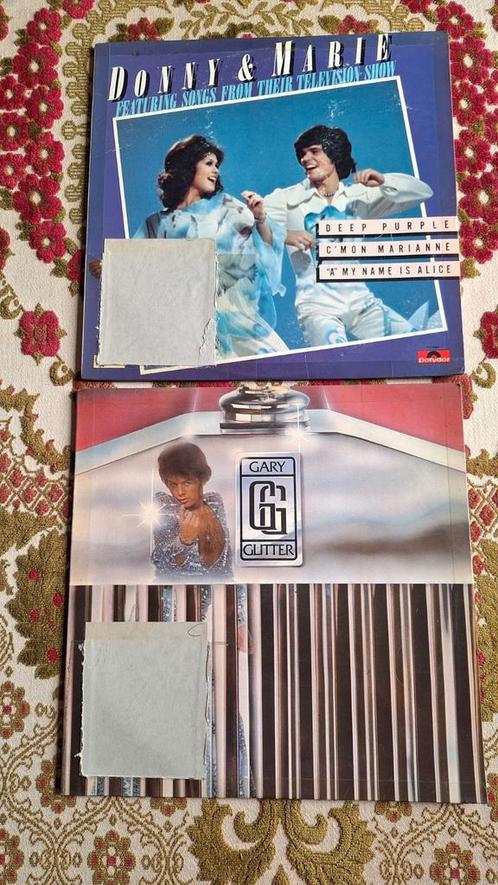 DONNY & MARIE
FEATURING SONGS FROM THEIR TELEVISION SHOW
DEEP PURPLE
C'MON MARIANNE
"A" MY NAME IS ALICE
Polydor
GARY
GG
GLITTER